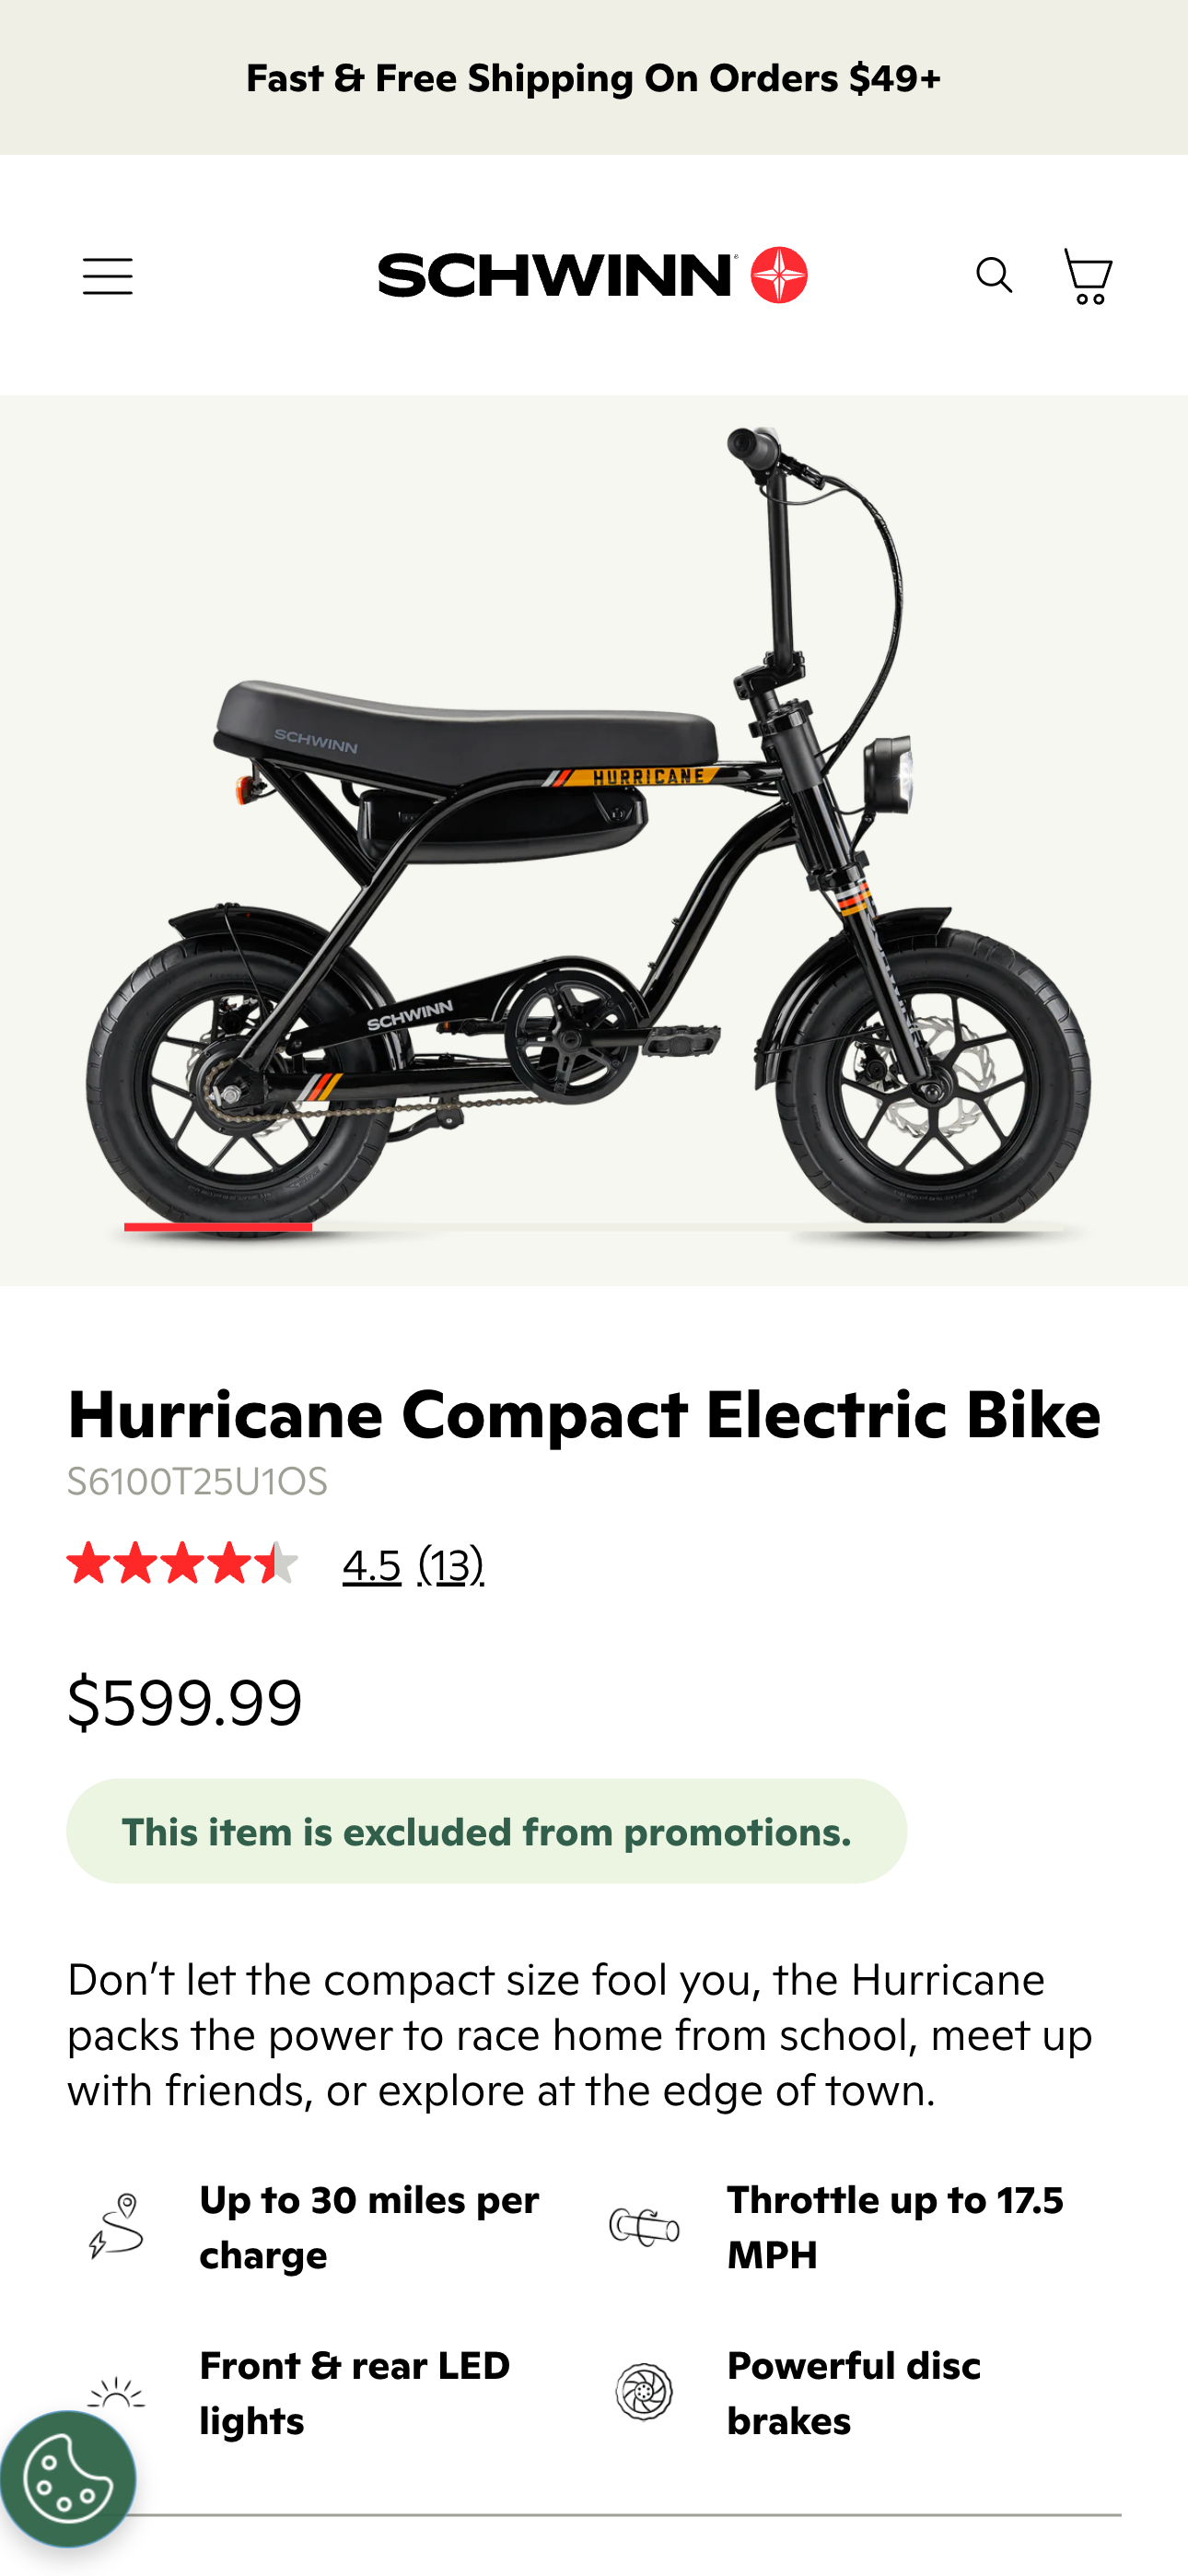 Fast & Free Shipping On Orders $49+
SCHWINN
SCHWINN
HURRICANE
SCHWINN
Hurricane Compact Electric Bike
S6100T25U1OS
4.5 (13)
$599.99
This item is excluded from promotions.
Don’t let the compact size fool you, the Hurricane
packs the power to race home from school, meet up
with friends, or explore at the edge of town.
Up to 30 miles per
charge
Throttle up to 17.5
MPH
Front & rear LED
lights
Powerful disc
brakes